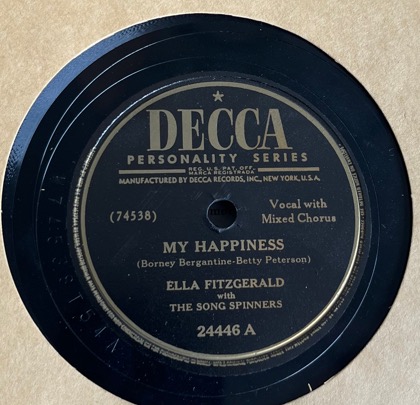 DECCA
PERSONALITY SERIES
REG. U.S. PAT. OFF.
MARCA REGISTRADA
MANUFACTURED BY DECCA RECORDS, INC., NEW YORK, U.S.A.
(74538)
Vocal with
Mixed Chorus
MY HAPPINESS
(Borney Bergantine-Betty Peterson)
ELLA FITZGERALD
with
THE SONG SPINNERS
24446 A